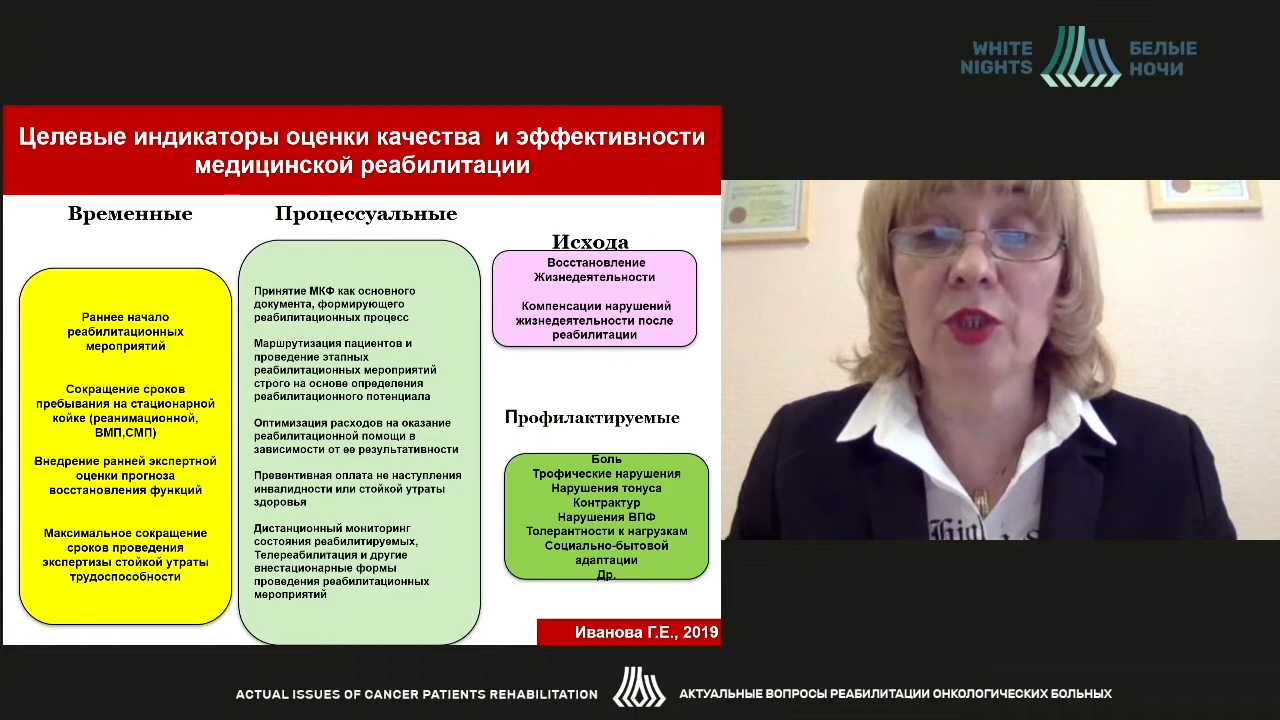 WHITE
NIGHTS
БЕЛЫЕ
НОЧИ
Целевые индикаторы оценки качества и эффективности
медицинской реабилитации
Временные
Раннее начало
реабилитационных
мероприятий
Сокращение сроков
пребывания на стационарной
койке (реанимационной,
ВМП,СМП)
Внедрение ранней экспертной
оценки прогноза
восстановления функций
Максимальное сокращение
сроков проведения
экспертизы стойкой утраты
трудоспособности
Процессуальные
Принятие МКФ как основного
документа, формирующего
реабилитационных процесс
Маршрутизация пациентов и
проведение этапных
реабилитационных мероприятий
строго на основе определения
реабилитационного потенциала
Оптимизация расходов на оказание
реабилитационной помощи в
зависимости от ее результативности
Превентивная оплата не наступления
инвалидности или стойкой утраты
здоровья
Дистанционный мониторинг
состояния реабилитируемых,
Телереабилитация и другие
внестационарные формы
проведения реабилитационных
мероприятий
Исхода
Восстановление
Жизнедеятельности
Компенсации нарушений
жизнедеятельности после
реабилитации
Профилактируемые
Боль
Трофические нарушения
Нарушения тонуса
Контрактур
Нарушения ВПФ
Толерантности к нагрузкам
Социально-бытовой
адаптации
Др.
Иванова Г.Е., 2019
ACTUAL ISSUES OF CANCER PATIENTS REHABILITATION
АКТУАЛЬНЫЕ ВОПРОСЫ РЕАБИЛИТАЦИИ ОНКОЛОГИЧЕСКИХ БОЛЬНЫХ